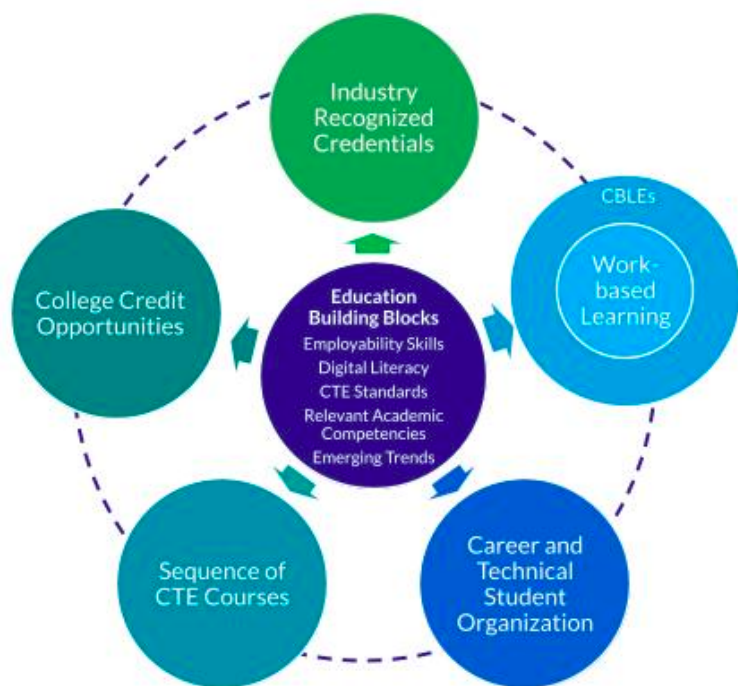 Industry
Recognized
Credentials
CBLEs
Work-
based
Learning
College Credit
Opportunities
Education
Building Blocks
Employability Skills
Digital Literacy
CTE Standards
Relevant Academic
Competencies
Emerging Trends
Sequence of
CTE Courses
Career and
Technical
Student
Organization